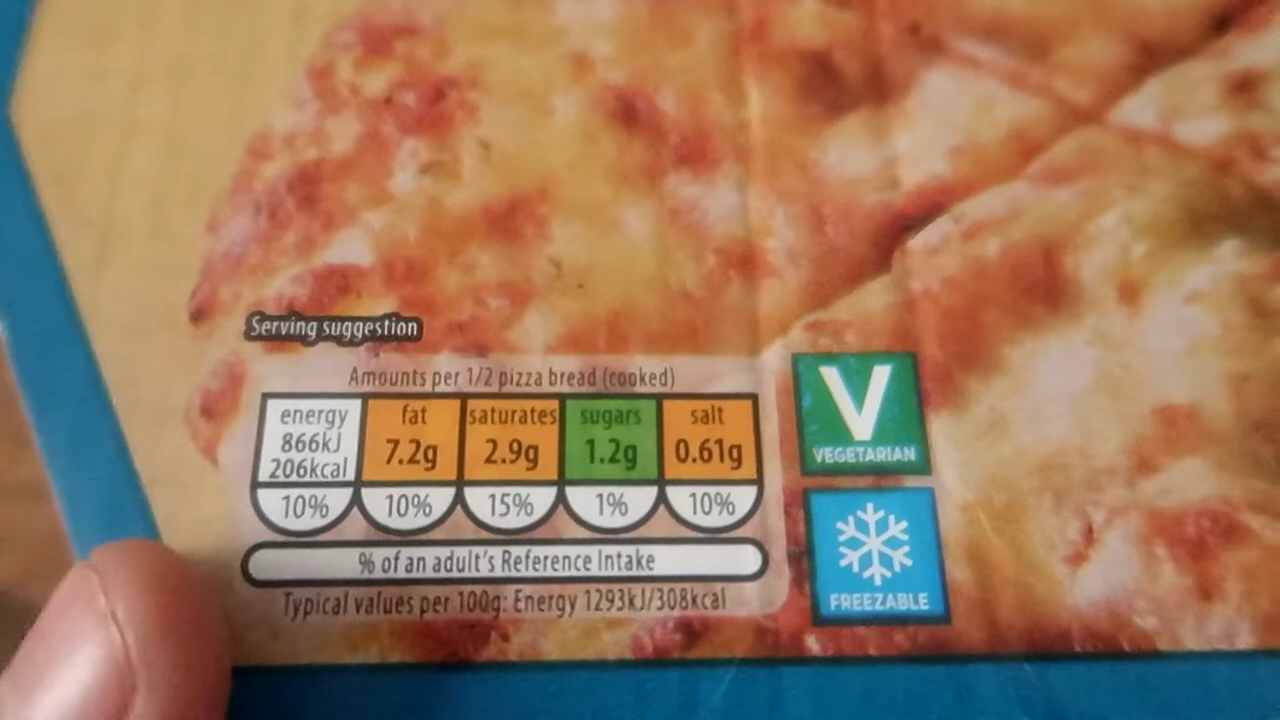 Serving suggestion
Amounts per 1/2 pizza bread (cooked)
energy fat saturates sugars salt
866kJ
206kcal 7.2g 2.9g 1.2g 0.61g
10% 10% 15% 1% 10%
% of an adult's Reference Intake
Typical values per 100g: Energy 1293kJ/308kcal
V
VEGETARIAN
FREEZABLE